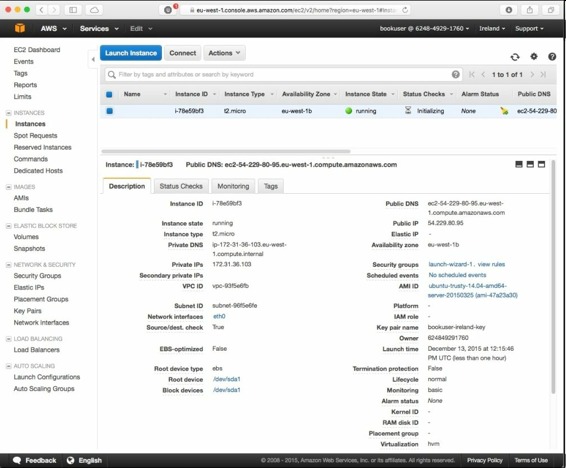 eu-west-1.console.aws.amazon.com/ec2/v2/home?region=eu-west-1#Inst
AWS Services Edit bookuser @ 6248-4929-1760 Ireland Support
EC2 Dashboard
Events
Tags
Reports
Limits
INSTANCES
Instances
Spot Requests
Reserved Instances
Commands
Dedicated Hosts
IMAGES
AMIs
Bundle Tasks
ELASTIC BLOCK STORE
Volumes
Snapshots
NETWORK & SECURITY
Security Groups
Elastic IPs
Placement Groups
Key Pairs
Network Interfaces
LOAD BALANCING
Load Balancers
AUTO SCALING
Launch Configurations
Auto Scaling Groups
Launch Instance Connect Actions
Filter by tags and attributes or search by keyword 1 to 1 of 1
Name Instance ID Instance Type Availability Zone Instance State Status Checks Alarm Status Public DNS
i-78e59bf3 t2.micro eu-west-1b running Initializing None ec2-54-229-80
Instance: i-78e59bf3 Public DNS: ec2-54-229-80-95.eu-west-1.compute.amazonaws.com
Description Status Checks Monitoring Tags
Instance ID i-78e59bf3
Instance state running
Instance type t2.micro
Private DNS ip-172-31-36-103.eu-west-
1.compute.internal
Private IPs 172.31.36.103
Secondary private IPs
VPC ID vpc-93f5e6fb
Subnet ID subnet-96f5e6fe
Network interfaces eth0
Source/dest. check True
EBS-optimized False
Root device type ebs
Root device /dev/sda1
Block devices /dev/sda1
Public DNS ec2-54-229-80-95.eu-west-
1.compute.amazonaws.com
Public IP 54.229.80.95
Elastic IP -
Availability zone eu-west-1b
Security groups launch-wizard-1. view rules
Scheduled events No scheduled events
AMI ID ubuntu-trusty-14.04-amd64-
server-20150325 (ami-47a23a30)
Platform -
IAM role -
Key pair name bookuser-ireland-key
Owner 624849291760
Launch time December 13, 2015 at 12:15:46
PM UTC (less than one hour)
Termination protection False
Lifecycle normal
Monitoring basic
Alarm status None
Kernel ID -
RAM disk ID -
Placement group -
Virtualization hvm
Feedback English © 2008 - 2015, Amazon Web Services, Inc. or its affiliates. All rights reserved. Privacy Policy Terms of Use